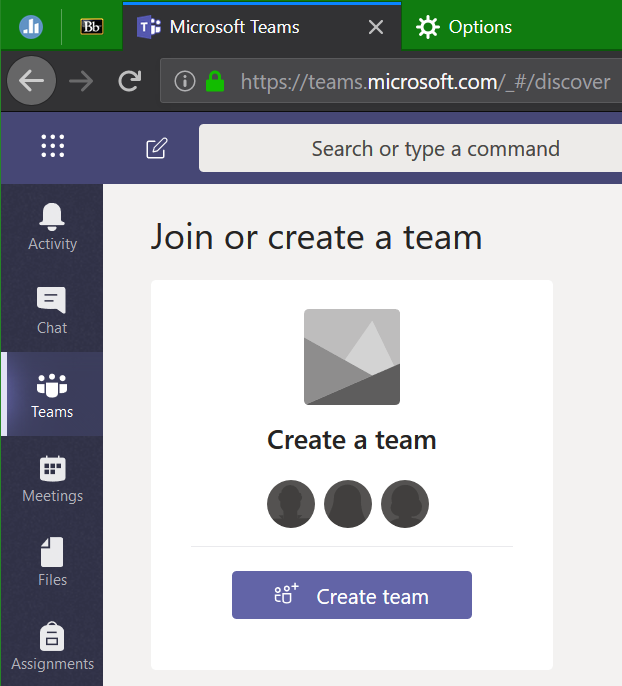 Bb
Microsoft Teams
Options
https://teams.microsoft.com/_#/discover
Search or type a command
Activity
Chat
Teams
Meetings
Files
Assignments
Join or create a team
Create a team
Create team